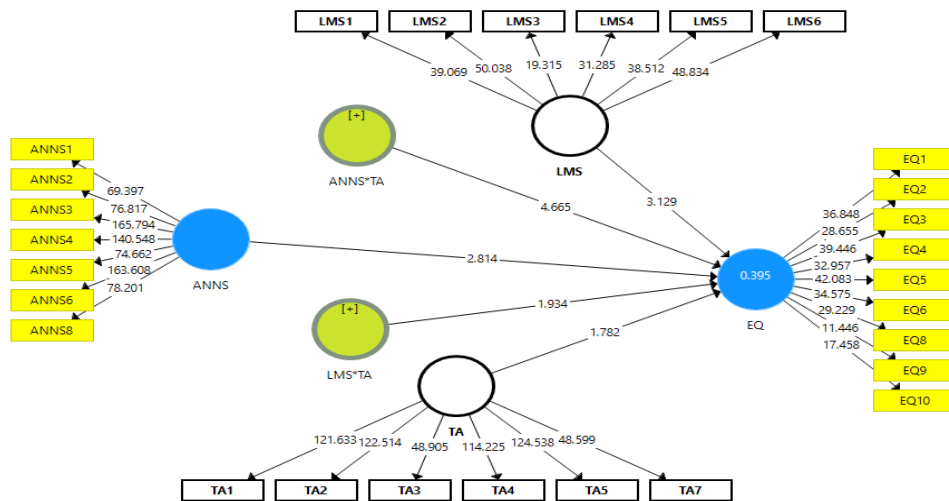 LMS1 LMS2 LMS3 LMS4 LMS5 LMS6
39.069 50.038 19.315 31.285 38.512 48.834
LMS
3.129
[+]
ANNS*TA
4.665
ANNS1
ANNS2
ANNS3
ANNS4
ANNS5
ANNS6
ANNS8
69.397
76.817
165.794
140.548
74.662
163.608
78.201
ANNS
2.814
[+]
LMS*TA
1.934
0.395
EQ
EQ1
EQ2
EQ3
EQ4
EQ5
EQ6
EQ8
EQ9
EQ10
36.848
28.655
39.446
32.957
42.083
34.575
29.229
11.446
17.458
1.782
TA
121.633 122.514 48.905 114.225 124.538 48.599
TA1 TA2 TA3 TA4 TA5 TA7